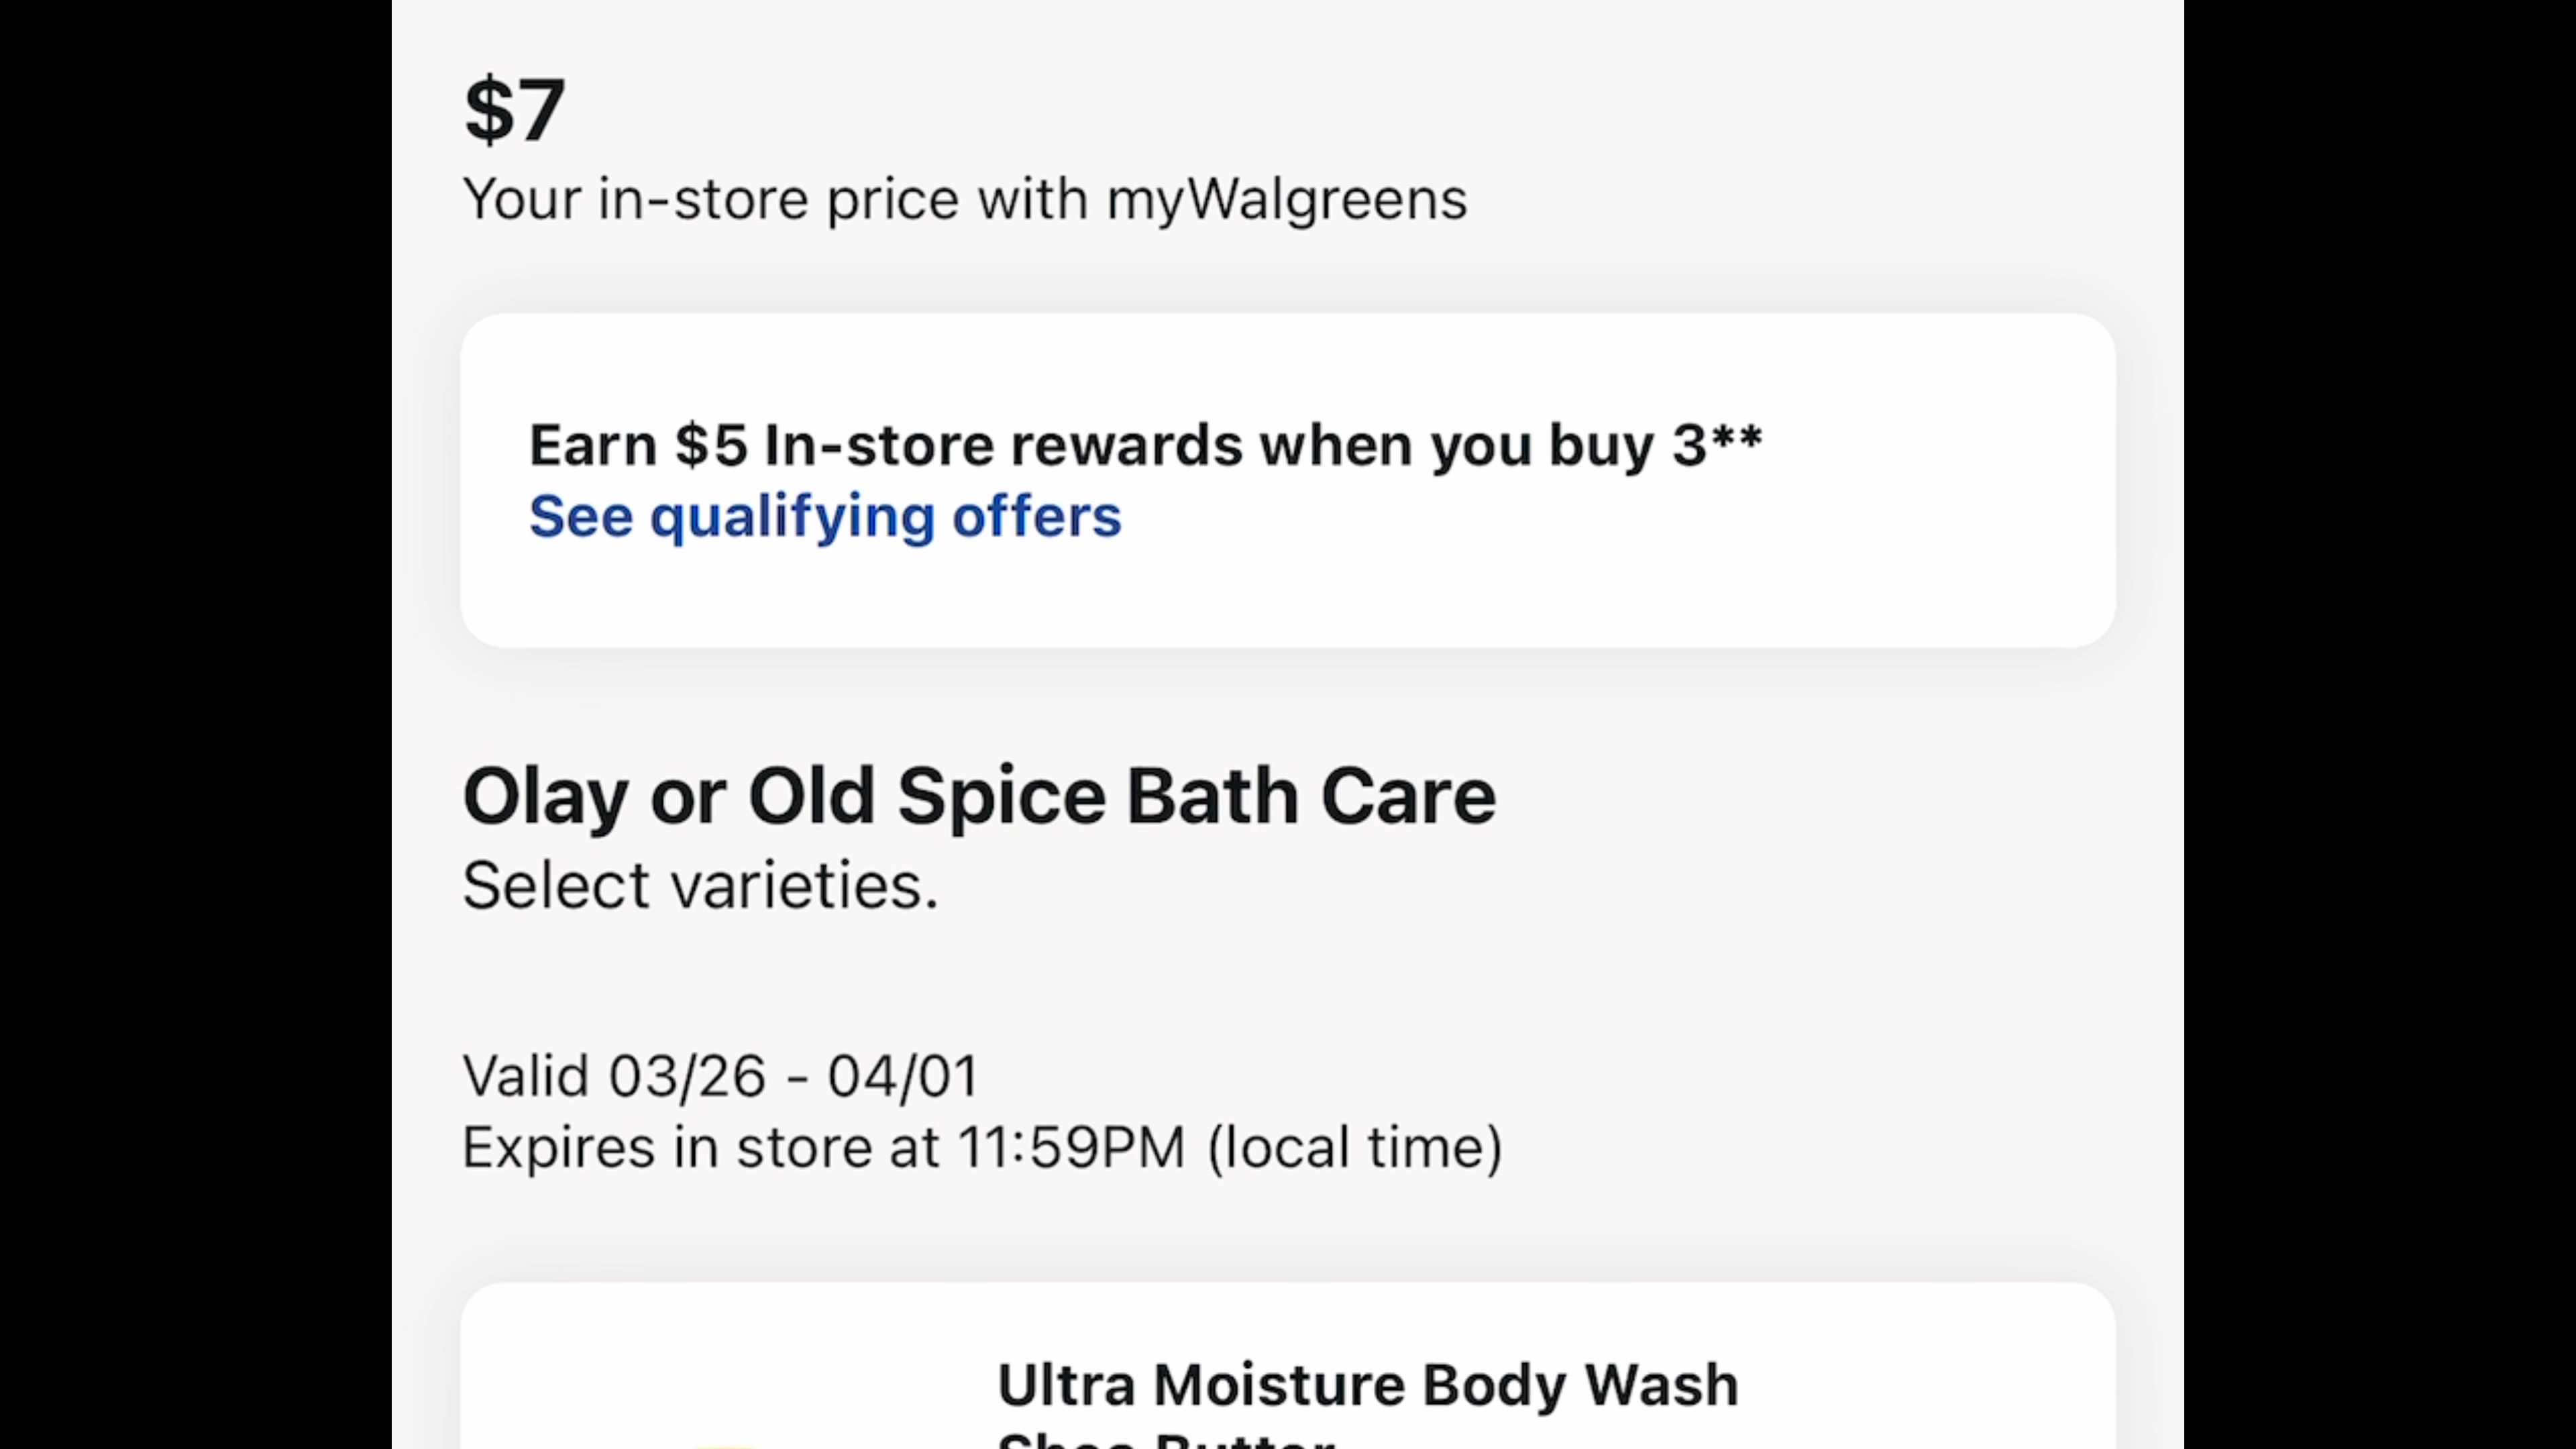 $7
Your in-store price with myWalgreens
Earn $5 In-store rewards when you buy 3**
See qualifying offers
Olay or Old Spice Bath Care
Select varieties.
Valid 03/26 - 04/01
Expires in store at 11:59PM (local time)
Ultra Moisture Body Wash
Shea Butter